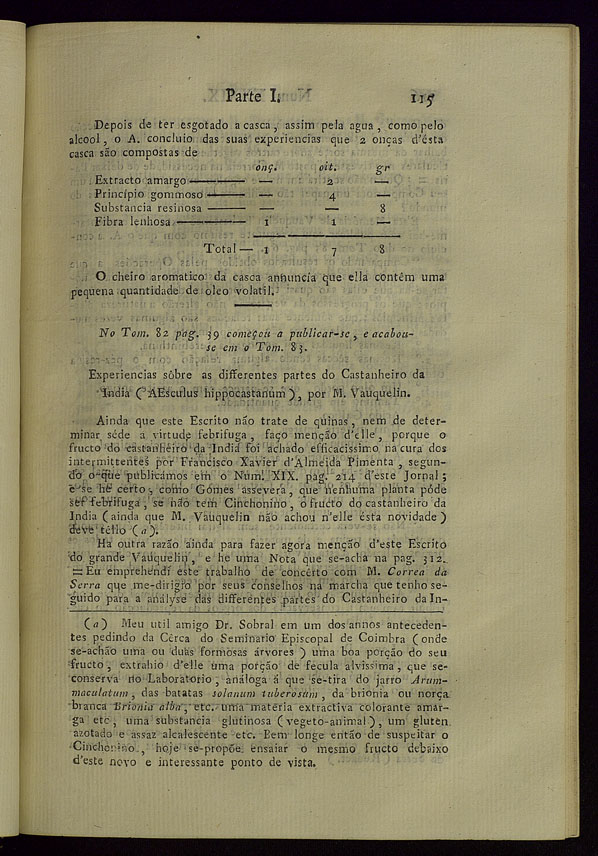 Parte I. 115
Depois de ter esgotado a casca, assim pela agua, como pelo
alcool, o A. concluio das suas experiencias que 2 onças d'ésta
casca são compostas de
onç. oit. gr
Extracto amargo — — 2 —
Princípio gommoso — — 4 —
Substancia resinosa — — — 8
Fibra lenhosa — 1 1 —
Total — 1 7 8
O cheiro aromatico da casca annuncia que ella contêm uma
pequena quantidade de oleo volatil.
No Tom. 82 pag. 39 começou a publicar-se, e acabou-
se em o Tom. 83.
Experiencias sôbre as differentes partes do Castanheiro da
India (AEsculus hippocastanum), por M. Vauquelin.
Ainda que este Escrito não trate de quinas, nem de deter-
minar séde a virtude febrifuga, faço menção d'elle, porque o
fructo do castanheiro da India foi achado efficacissimo na cura dos
intermittentes por Francisco Xavier d'Almeida Pimenta, segun-
do o que publicámos em o Num. XIX. pag. 214 d'este Jornal;
e se he certo, como Gomes assevera, que nenhuma planta póde
ser febrifuga, se não tem Cinchonino, o fructo do castanheiro da
India (ainda que M. Vauquelin não achou n'elle ésta novidade)
deve têllo (a).
Ha outra razão ainda para fazer agora menção d'este Escrito
do grande Vauquelin, e he uma Nota que se-acha na pag. 312.
= Eu emprehendí este trabalho de concérto com M. Correa da
Serra que me-dirigio por seus conselhos na marcha que tenho se-
guido para a análýse das differentes partes do Castanheiro da In-
(a) Meu util amigo Dr. Sobral em um dos annos anteceden-
tes pedindo da Cêrca do Seminario Episcopal de Coimbra (onde
se-achão uma ou duas formosas árvores) uma boa porção do seu
fructo, extrahio d'elle uma porção de fécula alvissima, que se-
conserva no Laboratorio, análoga á que se-tira do jarro Arum-
maculatum, das batatas solanum tuberosum, da brionia ou norça
branca Brionia alba, etc. uma matéria extractiva colorante amar-
ga etc, uma substancia glutinosa (vegeto-animal), um gluten
azotado e assaz alcalescente etc. Bem longe então de suspeitar o
Cinchonino, hoje se-propõe ensaiar o mesmo fructo debaixo
d'este novo e interessante ponto de vista.